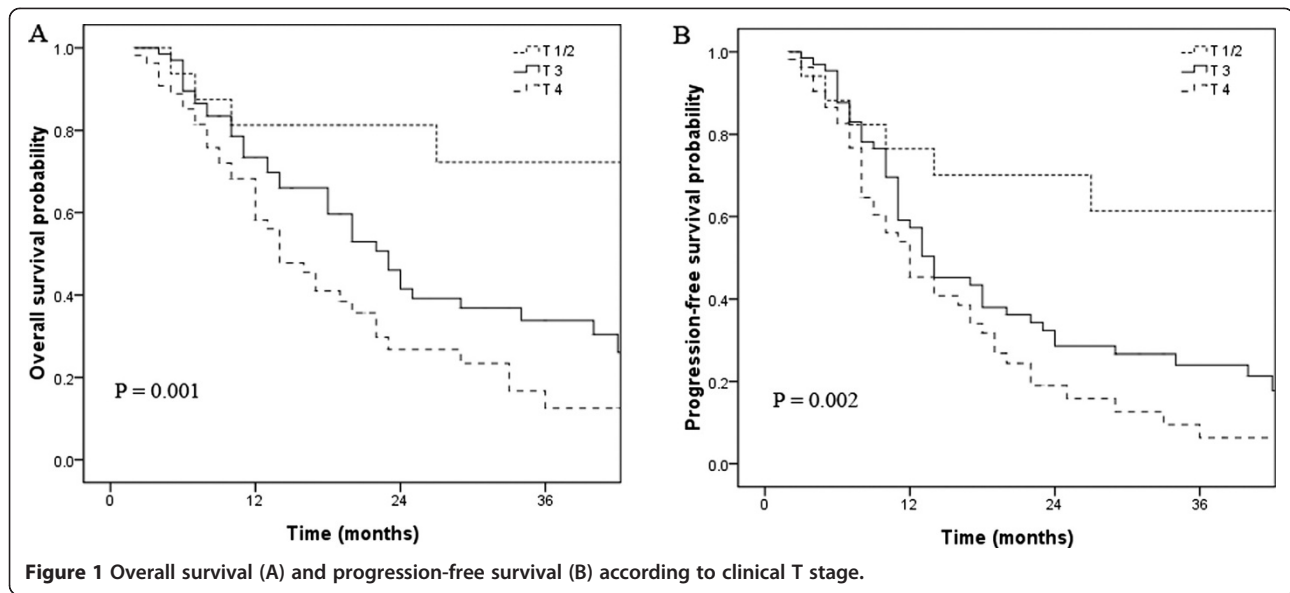 A
T 1/2
T 3
T 4
1.0
0.8
0.6
0.4
0.2
0.0
Overall survival probability
P = 0.001
0 12 24 36
Time (months)
B
T 1/2
T 3
T 4
1.0
0.8
0.6
0.4
0.2
0.0
Progression-free survival probability
P = 0.002
0 12 24 36
Time (months)
Figure 1 Overall survival (A) and progression-free survival (B) according to clinical T stage.